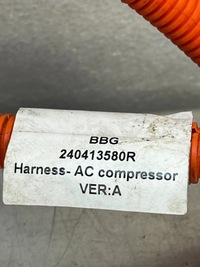 BBG
240413580R
Harness- AC compressor
VER:A